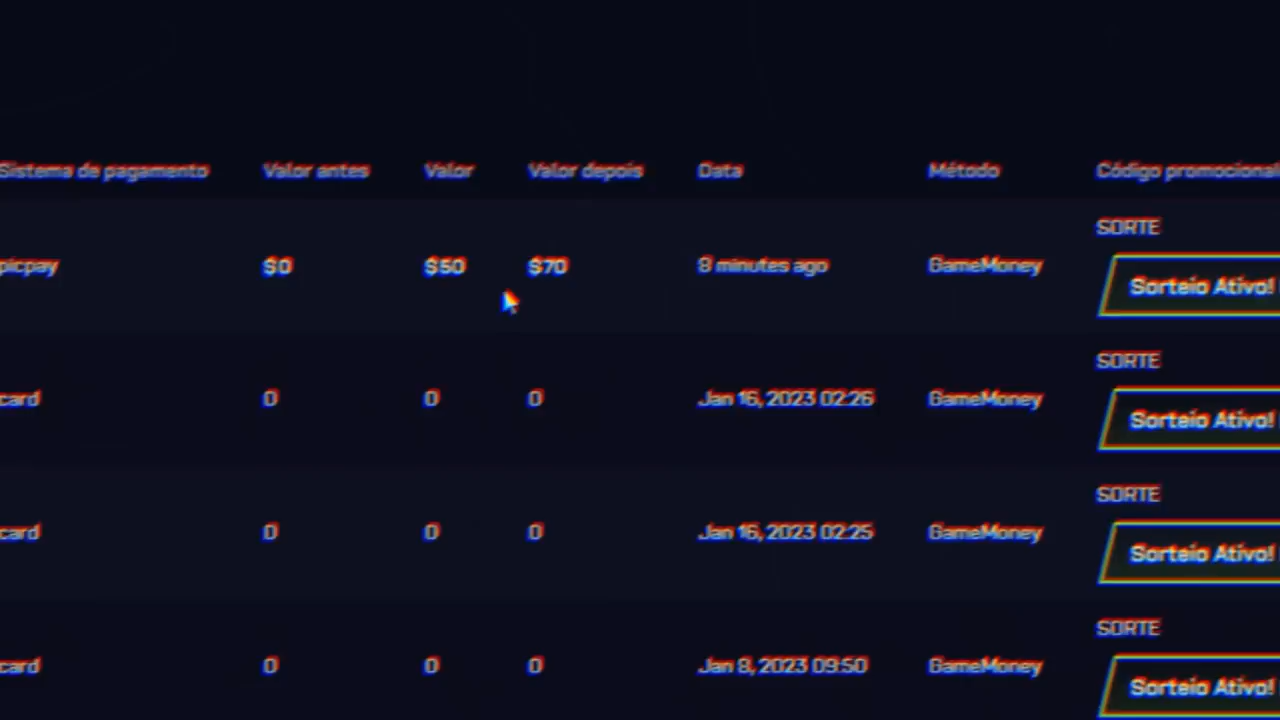 Sistema de pagamento Valor antes Valor Valor depois Data Método Código promocional
SORTE
picpay $0 $50 $70 8 minutes ago GameMoney
Sorteio Ativo!
SORTE
card 0 0 0 Jan 16, 2023 02:26 GameMoney
Sorteio Ativo!
SORTE
card 0 0 0 Jan 16, 2023 02:25 GameMoney
Sorteio Ativo!
SORTE
card 0 0 0 Jan 8, 2023 09:50 GameMoney
Sorteio Ativo!